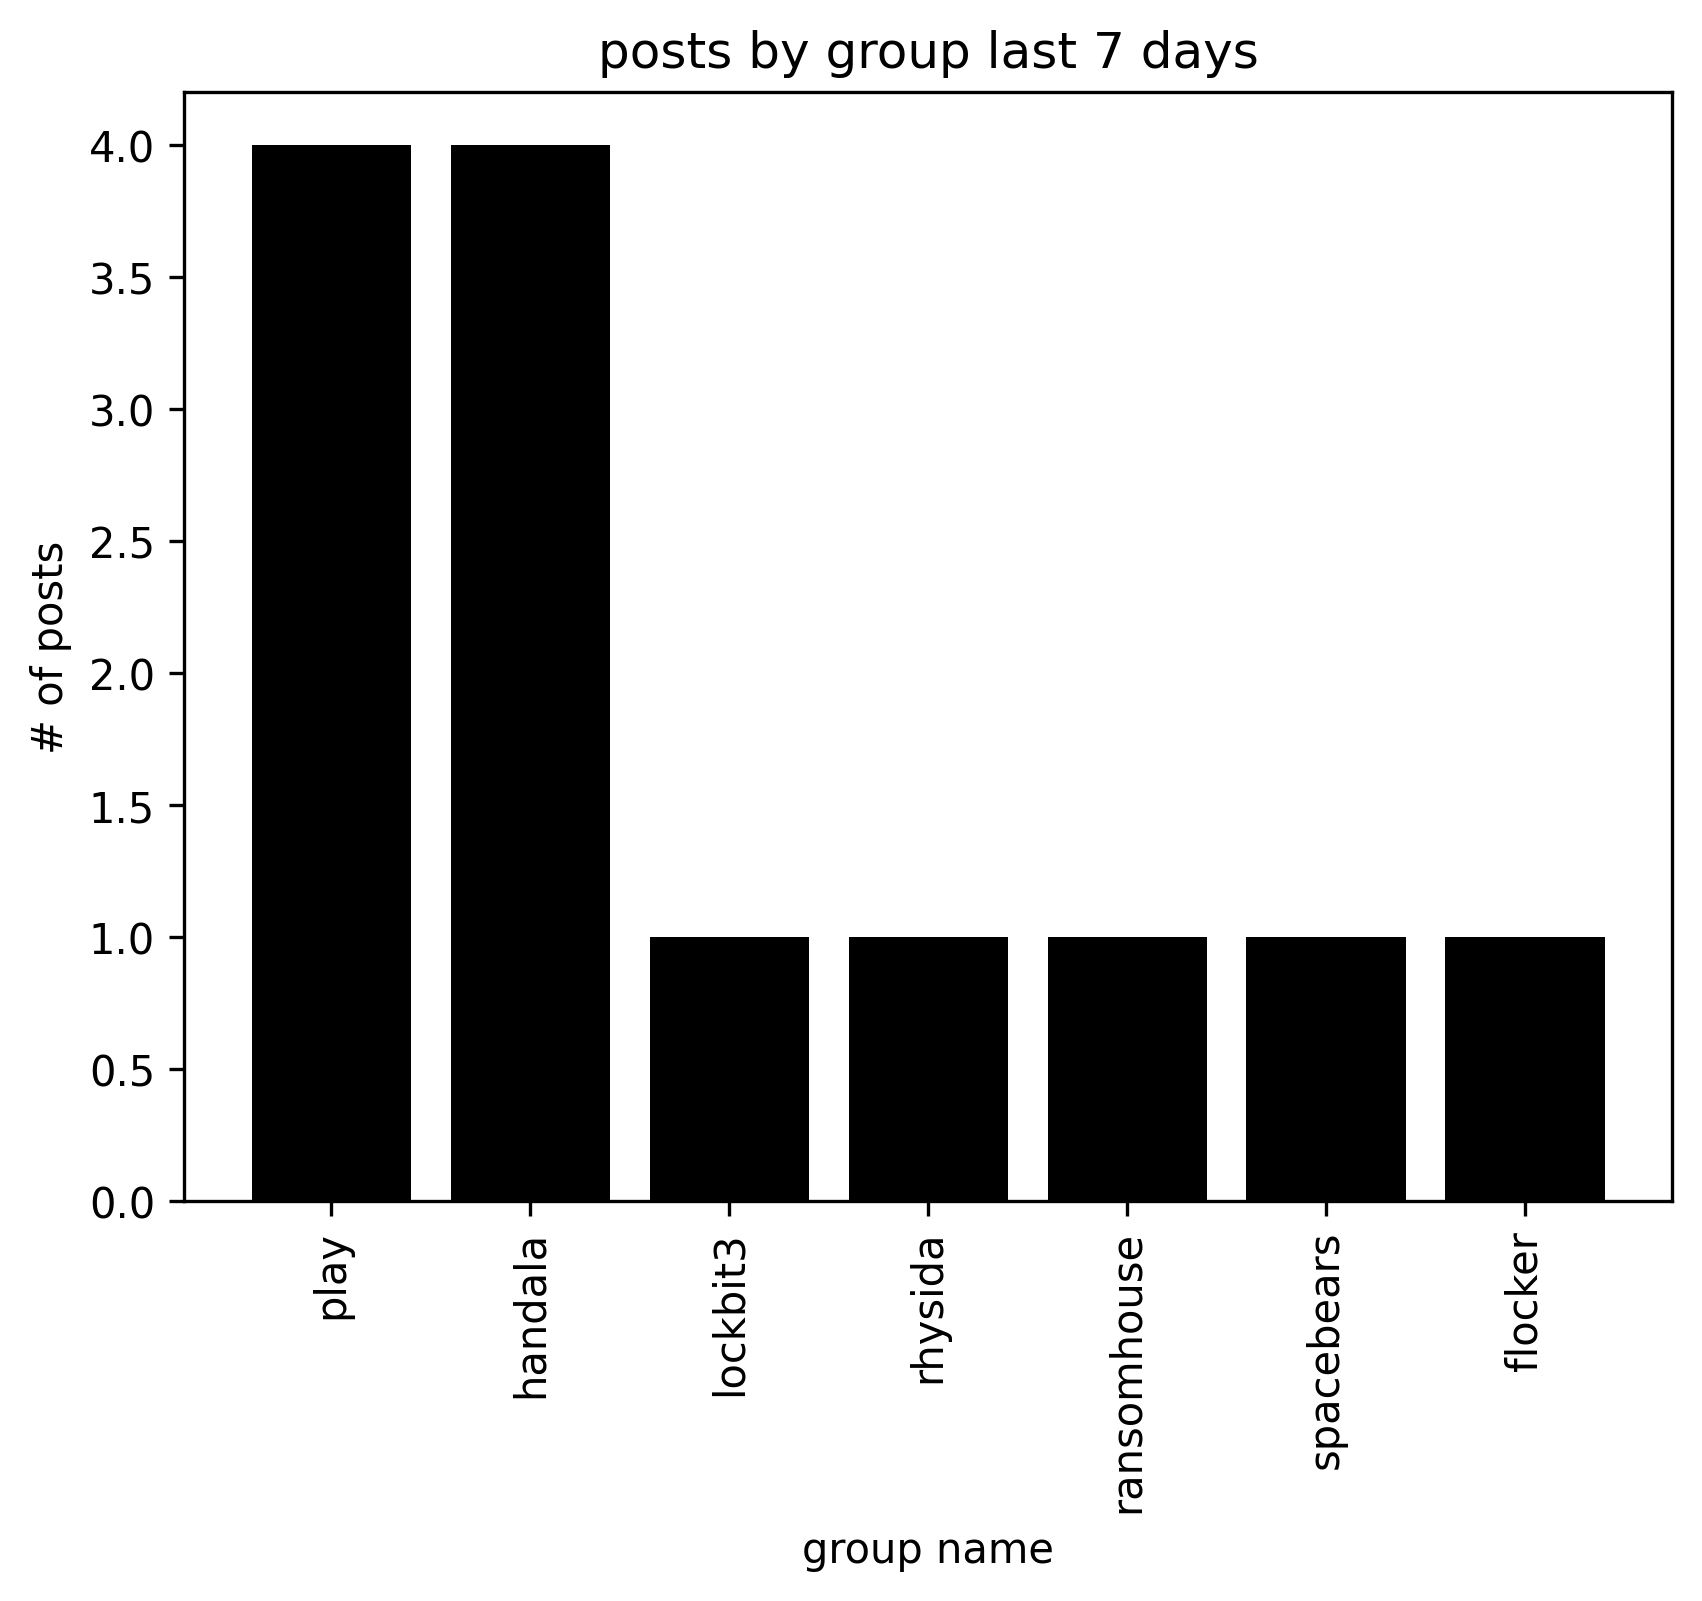 posts by group last 7 days
4.0
3.5
3.0
2.5
2.0
1.5
1.0
0.5
0.0
# of posts
play
handala
lockbit3
rhysida
ransomhouse
spacebears
flocker
group name